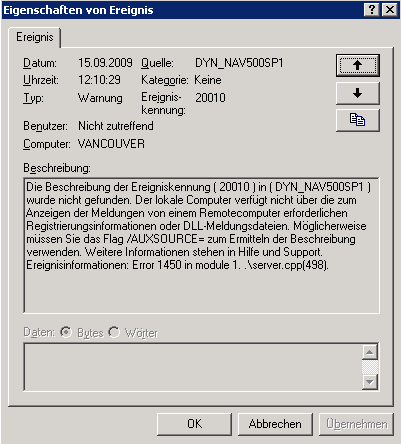 Eigenschaften von Ereignis
Ereignis
Datum: 15.09.2009 Quelle: DYN_NAV500SP1
Uhrzeit: 12:10:29 Kategorie: Keine
Typ: Warnung Ereignis-
kennung: 20010
Benutzer: Nicht zutreffend
Computer: VANCOUVER
Beschreibung:
Die Beschreibung der Ereigniskennung ( 20010 ) in ( DYN_NAV500SP1 )
wurde nicht gefunden. Der lokale Computer verfügt nicht über die zum
Anzeigen der Meldungen von einem Remotecomputer erforderlichen
Registrierungsinformationen oder DLL-Meldungsdateien. Möglicherweise
müssen Sie das Flag /AUXSOURCE= zum Ermitteln der Beschreibung
verwenden. Weitere Informationen stehen in Hilfe und Support.
Ereignisinformationen: Error 1450 in module 1. .\server.cpp(498).
Daten: Bytes Wörter
OK Abbrechen Übernehmen